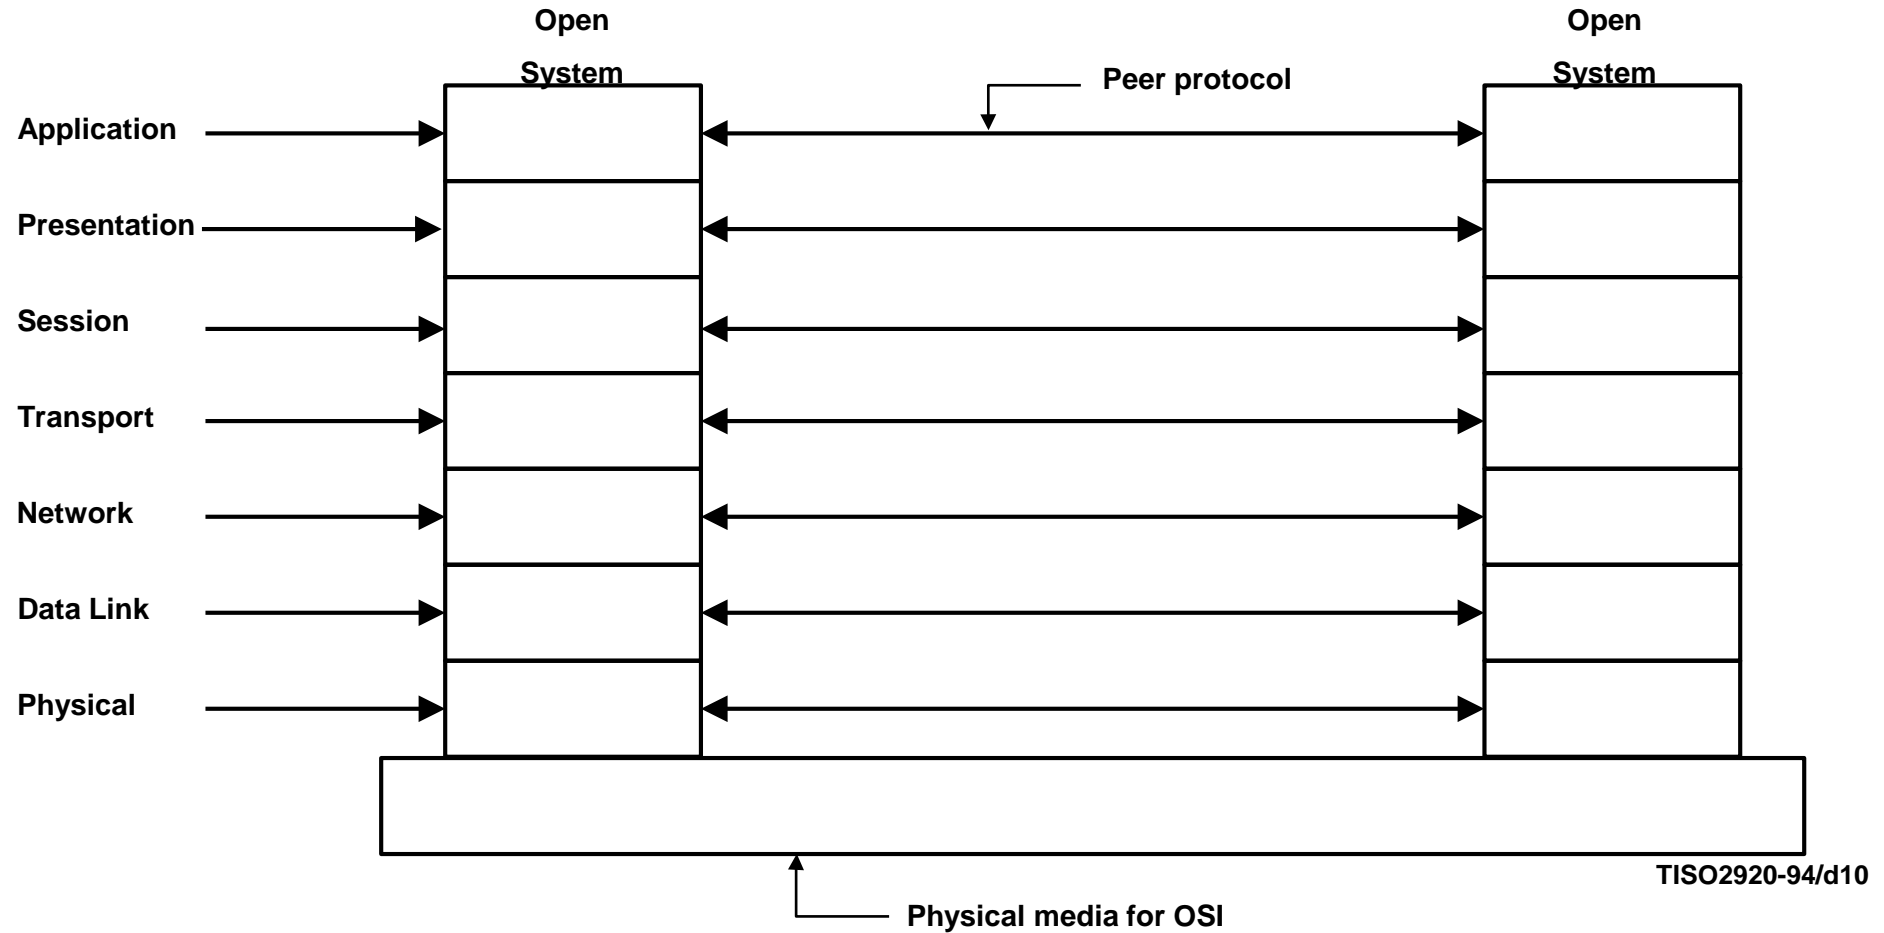 Open
System
Open
System
Peer protocol
Application
Presentation
Session
Transport
Network
Data Link
Physical
TISO2920-94/d10
Physical media for OSI